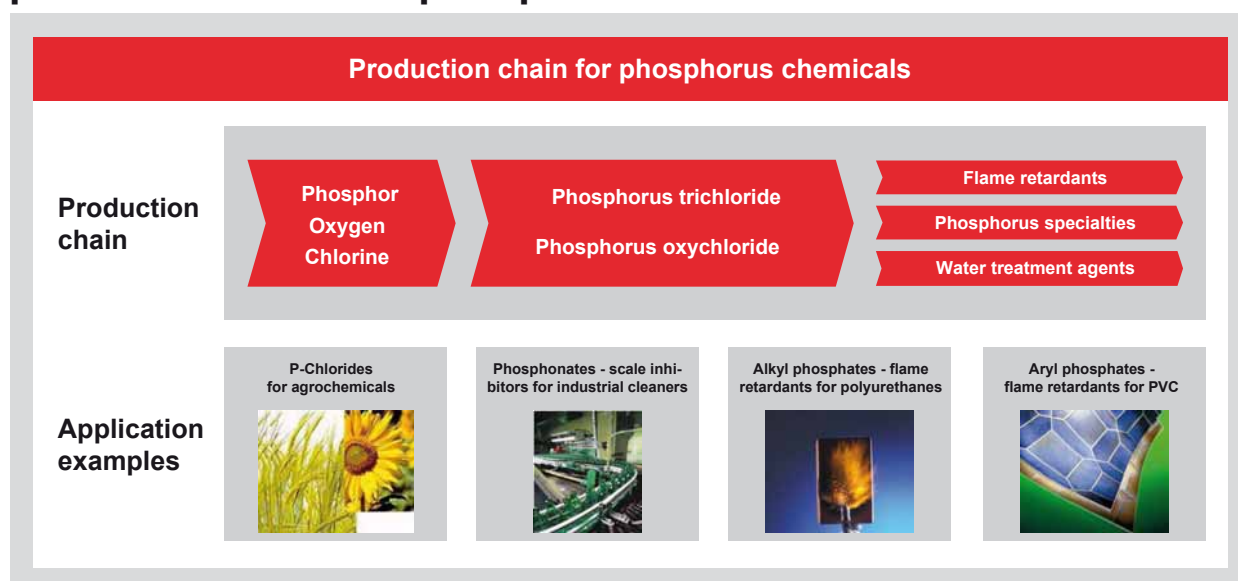 Production chain for phosphorus chemicals
Production
chain
Phosphor
Oxygen
Chlorine
Phosphorus trichloride
Phosphorus oxychloride
Flame retardants
Phosphorus specialties
Water treatment agents
Application
examples
P-Chlorides
for agrochemicals
Phosphonates - scale inhi-
bitors for industrial cleaners
Alkyl phosphates - flame
retardants for polyurethanes
Aryl phosphates -
flame retardants for PVC